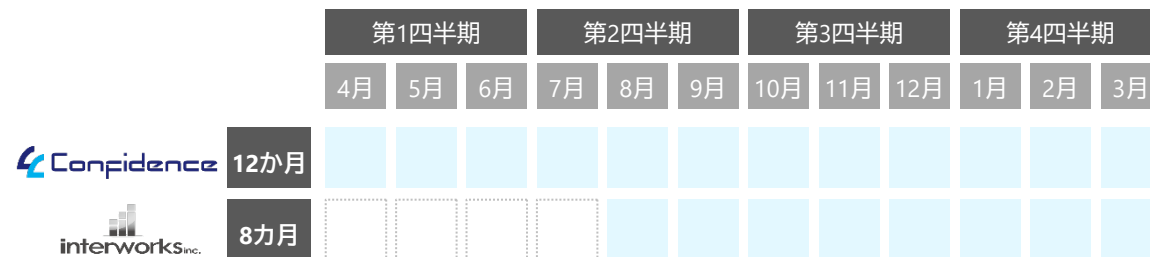 第1四半期 第2四半期 第3四半期 第4四半期
4月 5月 6月 7月 8月 9月 10月 11月 12月 1月 2月 3月
Confidence 12か月
interworks inc. 8カ月